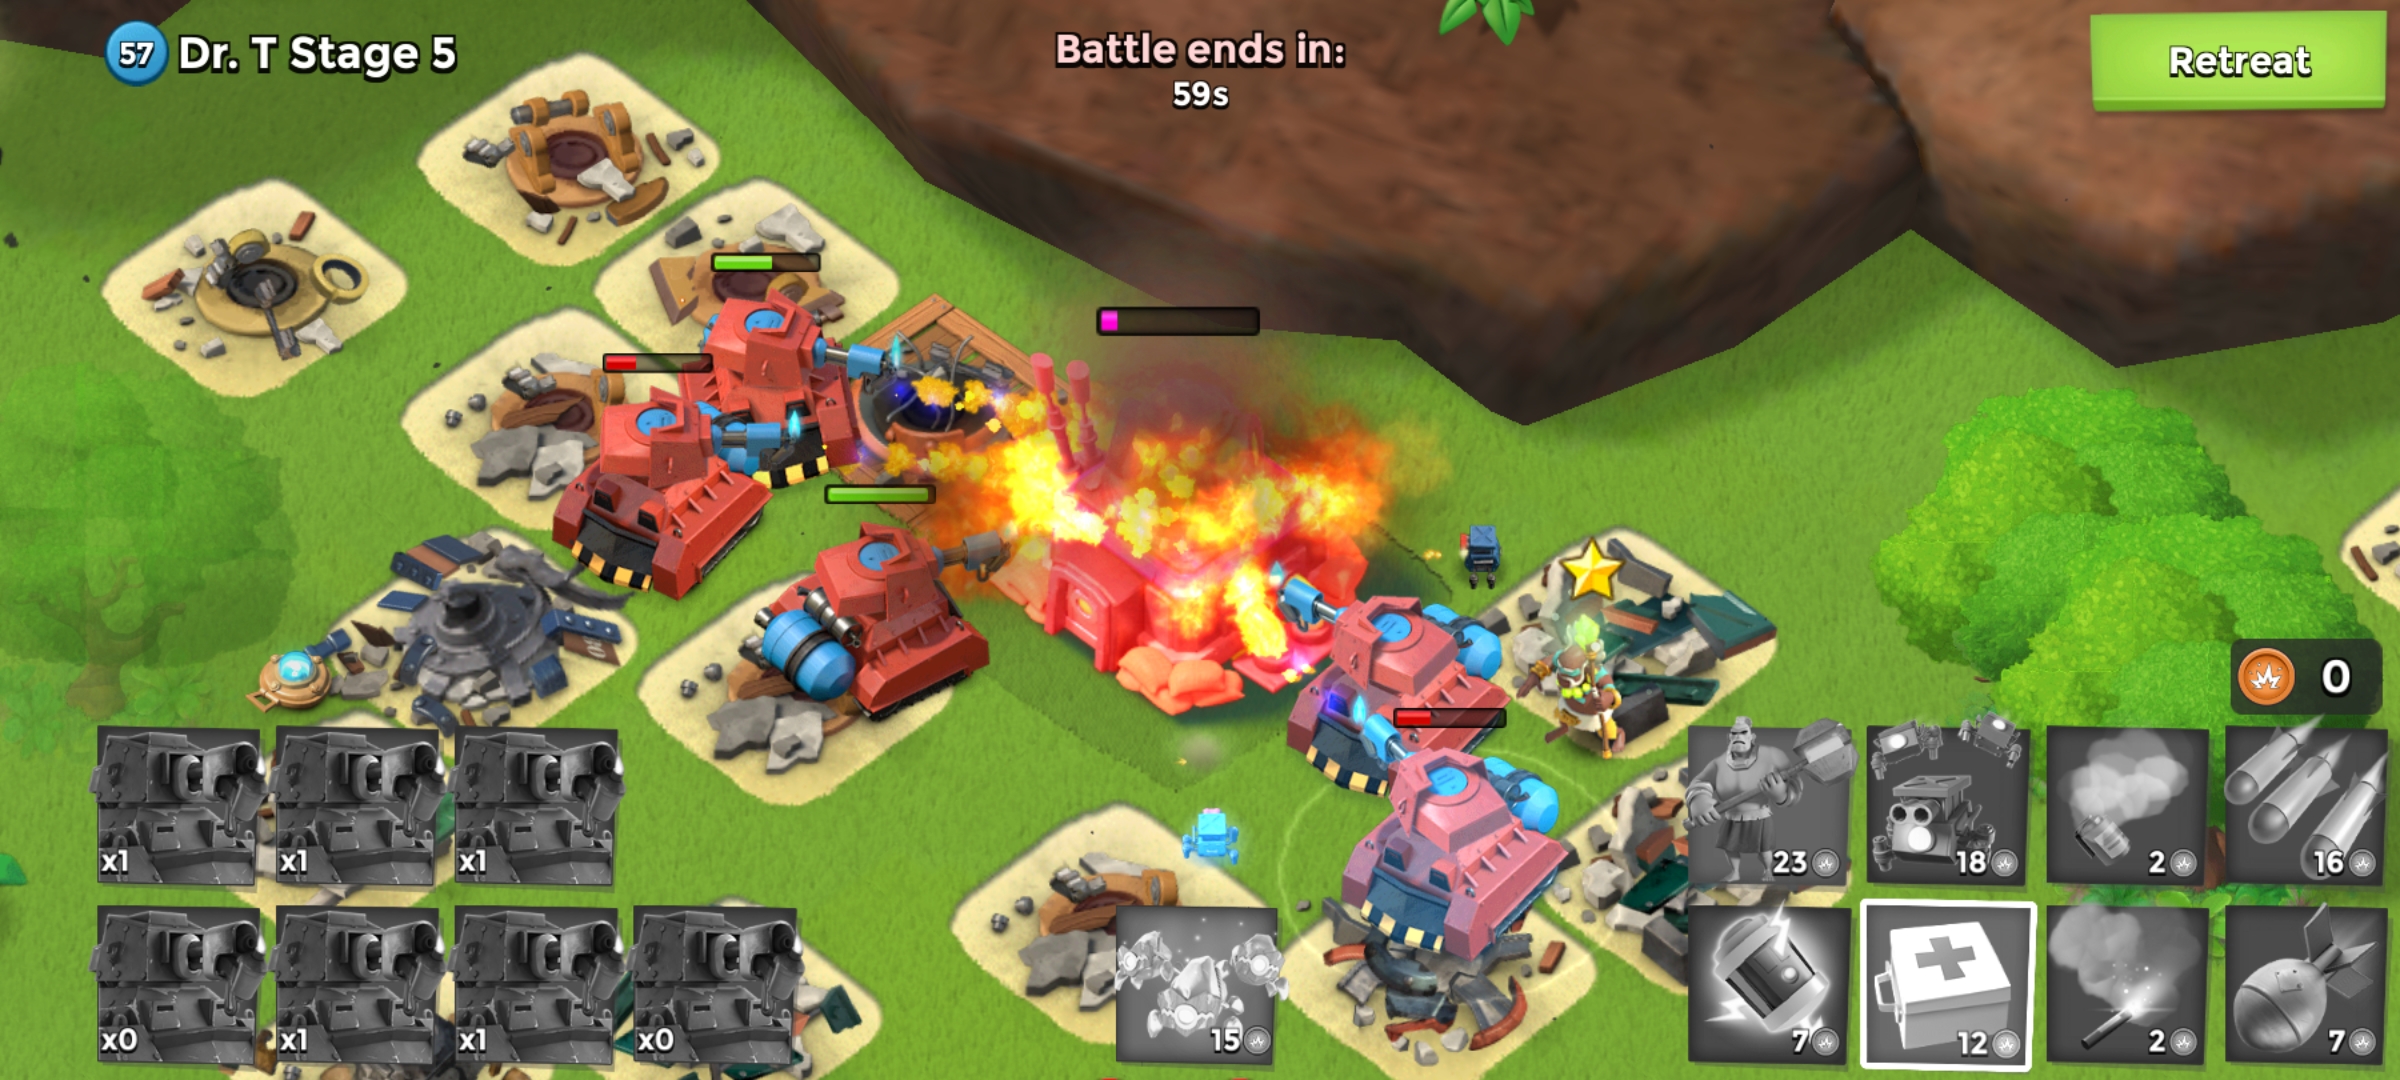 57 Dr. T Stage 5
Battle ends in:
59s
Retreat
0
x1 x1 x1
23 18 2 16
x0 x1 x1 x0
15
7 12 2 7